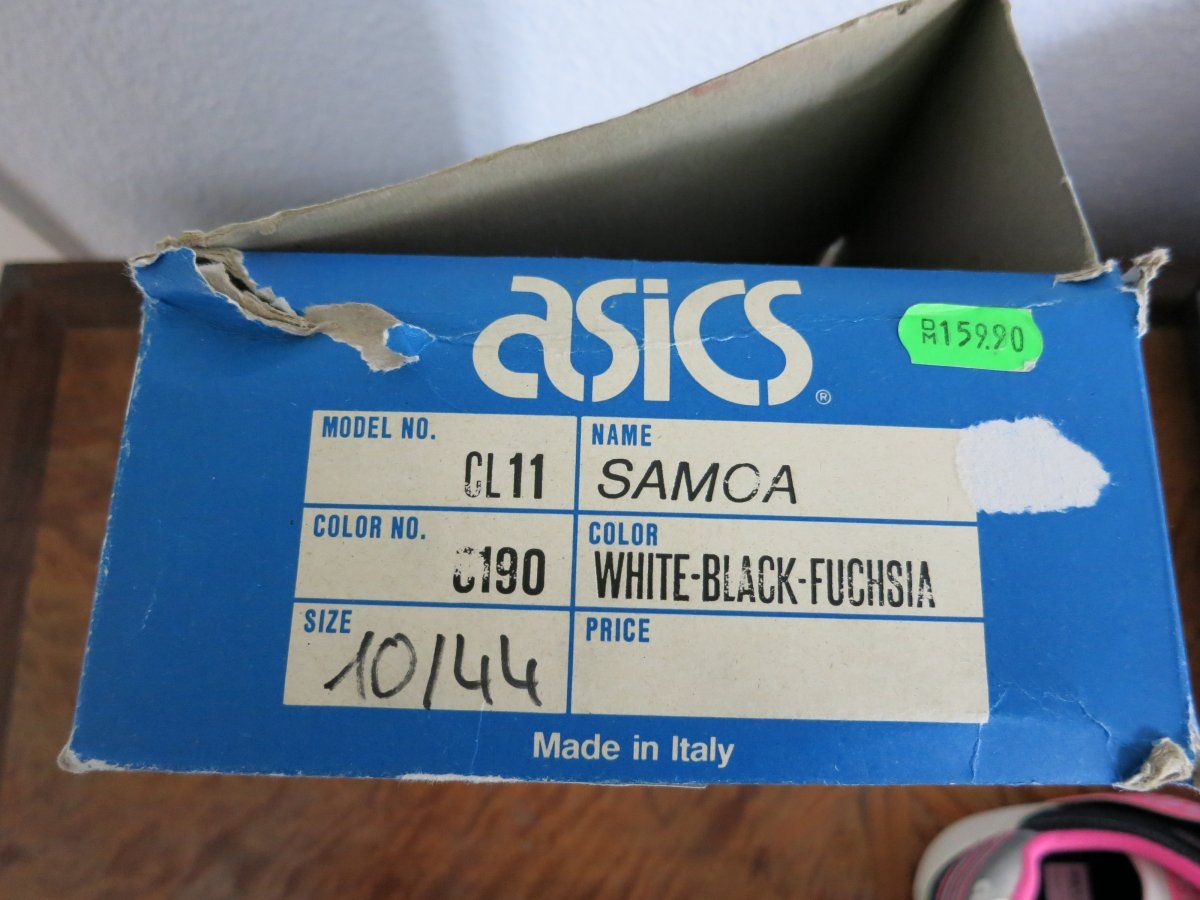 asics®
DM159.90
MODEL NO.
CL11
NAME
SAMOA
COLOR NO.
0190
COLOR
WHITE-BLACK-FUCHSIA
SIZE
10/44
PRICE
Made in Italy